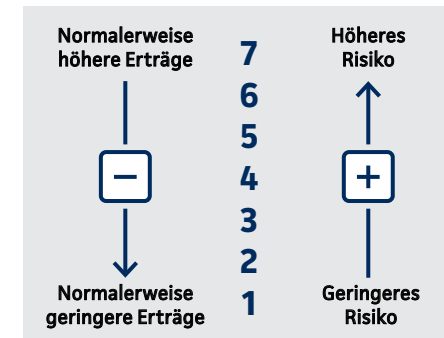 Normalerweise
höhere Erträge
7
Höheres
Risiko
6
5
4
3
2
1
−
+
Normalerweise
geringere Erträge
Geringeres
Risiko